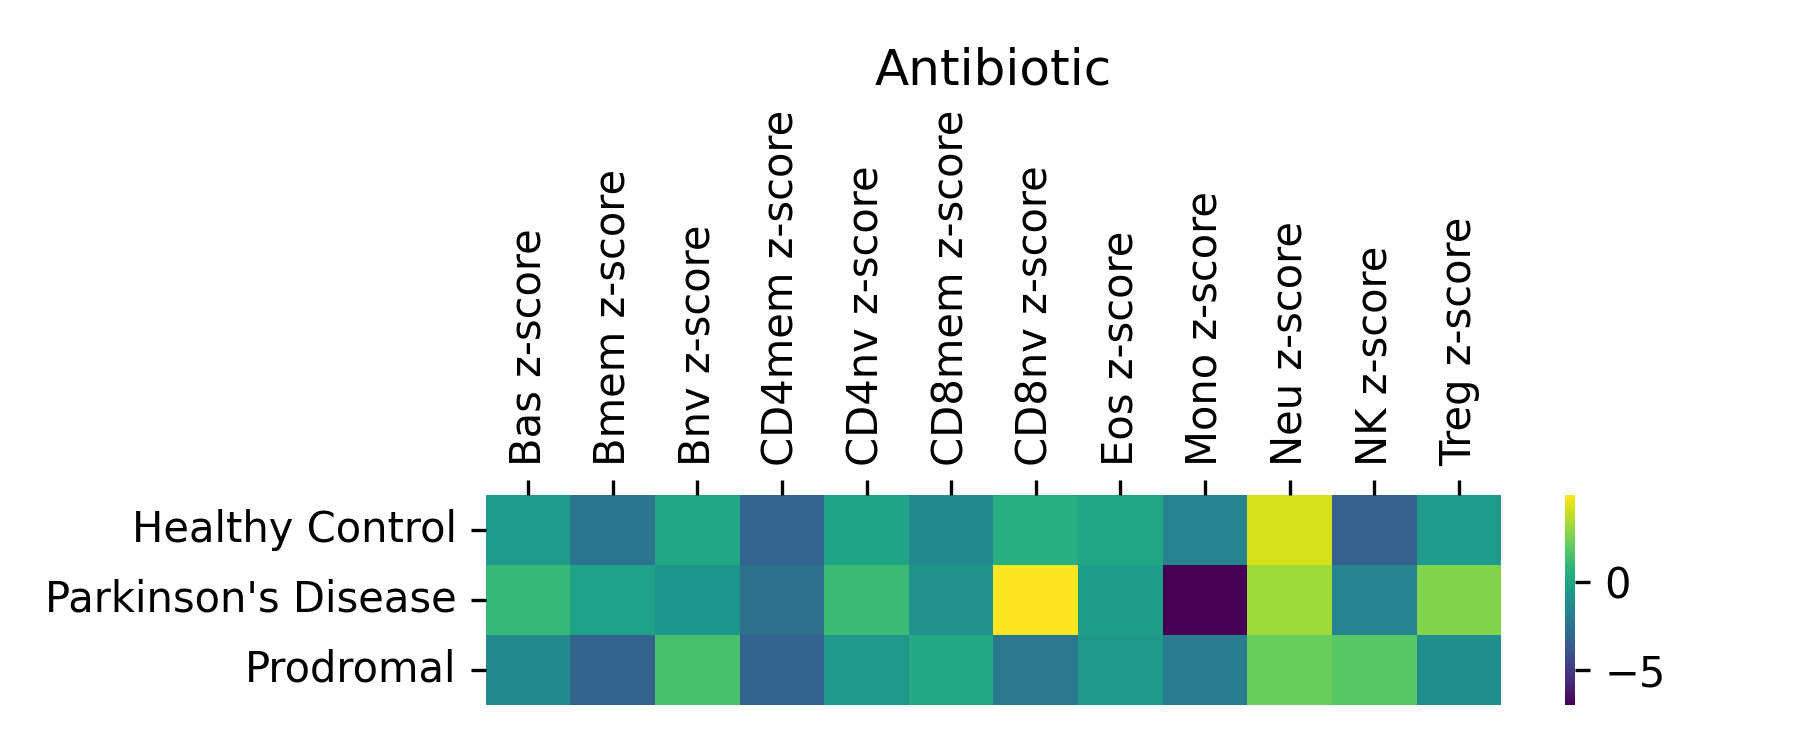 Antibiotic
Bas z-score
Bmem z-score
Bnv z-score
CD4mem z-score
CD4nv z-score
CD8mem z-score
CD8nv z-score
Eos z-score
Mono z-score
Neu z-score
NK z-score
Treg z-score
Healthy Control
Parkinson's Disease
Prodromal
0
−5